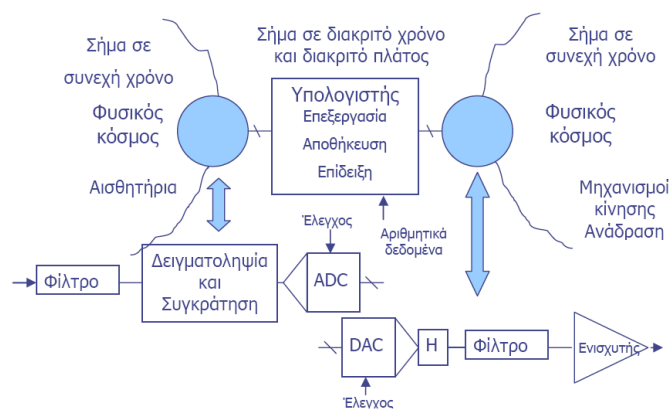 Σήμα σε
συνεχή χρόνο
Σήμα σε διακριτό χρόνο
και διακριτό πλάτος
Σήμα σε
συνεχή χρόνο
Φυσικός
κόσμος
Υπολογιστής
Επεξεργασία
Αποθήκευση
Επίδειξη
Φυσικός
κόσμος
Αισθητήρια
Μηχανισμοί
κίνησης
Ανάδραση
Έλεγχος
Αριθμητικά
δεδομένα
Φίλτρο
Δειγματοληψία
και
Συγκράτηση
ADC
DAC
H
Φίλτρο
Ενισχυτής
Έλεγχος